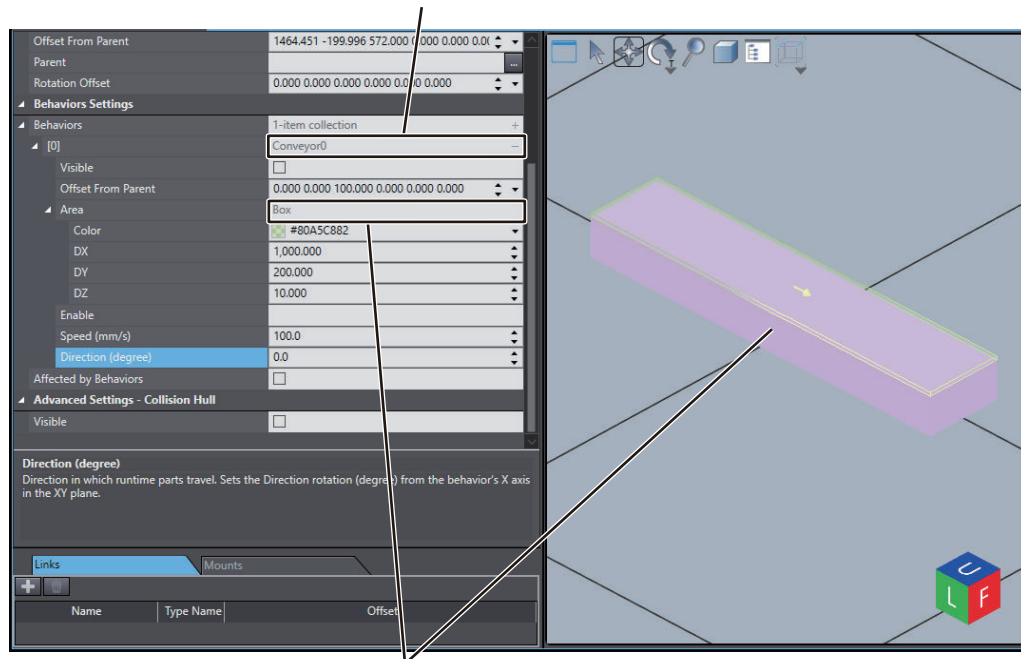 Offset From Parent 1464.451 -199.996 572.000 0.000 0.000 0.0(
Parent ...
Rotation Offset 0.000 0.000 0.000 0.000 0.000 0.000
Behaviors Settings
Behaviors 1-item collection +
[0] Conveyor0 −
Visible
Offset From Parent 0.000 0.000 100.000 0.000 0.000 0.000
Area Box
Color #80A5C882
DX 1,000.000
DY 200.000
DZ 10.000
Enable
Speed (mm/s) 100.0
Direction (degree) 0.0
Affected by Behaviors
Advanced Settings - Collision Hull
Visible
Direction (degree)
Direction in which runtime parts travel. Sets the Direction rotation (degree) from the behavior's X axis
in the XY plane.
Links Mounts
Name Type Name Offset
U
L F